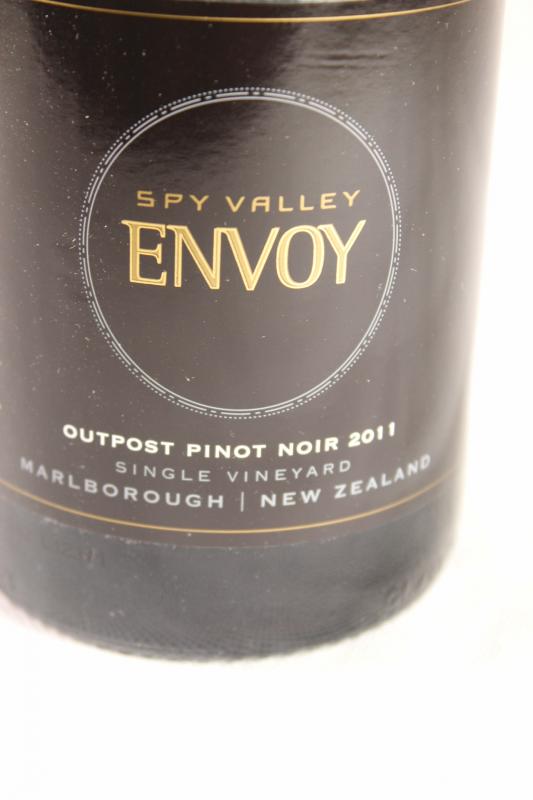 SPY VALLEY
ENVOY
OUTPOST PINOT NOIR 2011
SINGLE VINEYARD
MARLBOROUGH | NEW ZEALAND